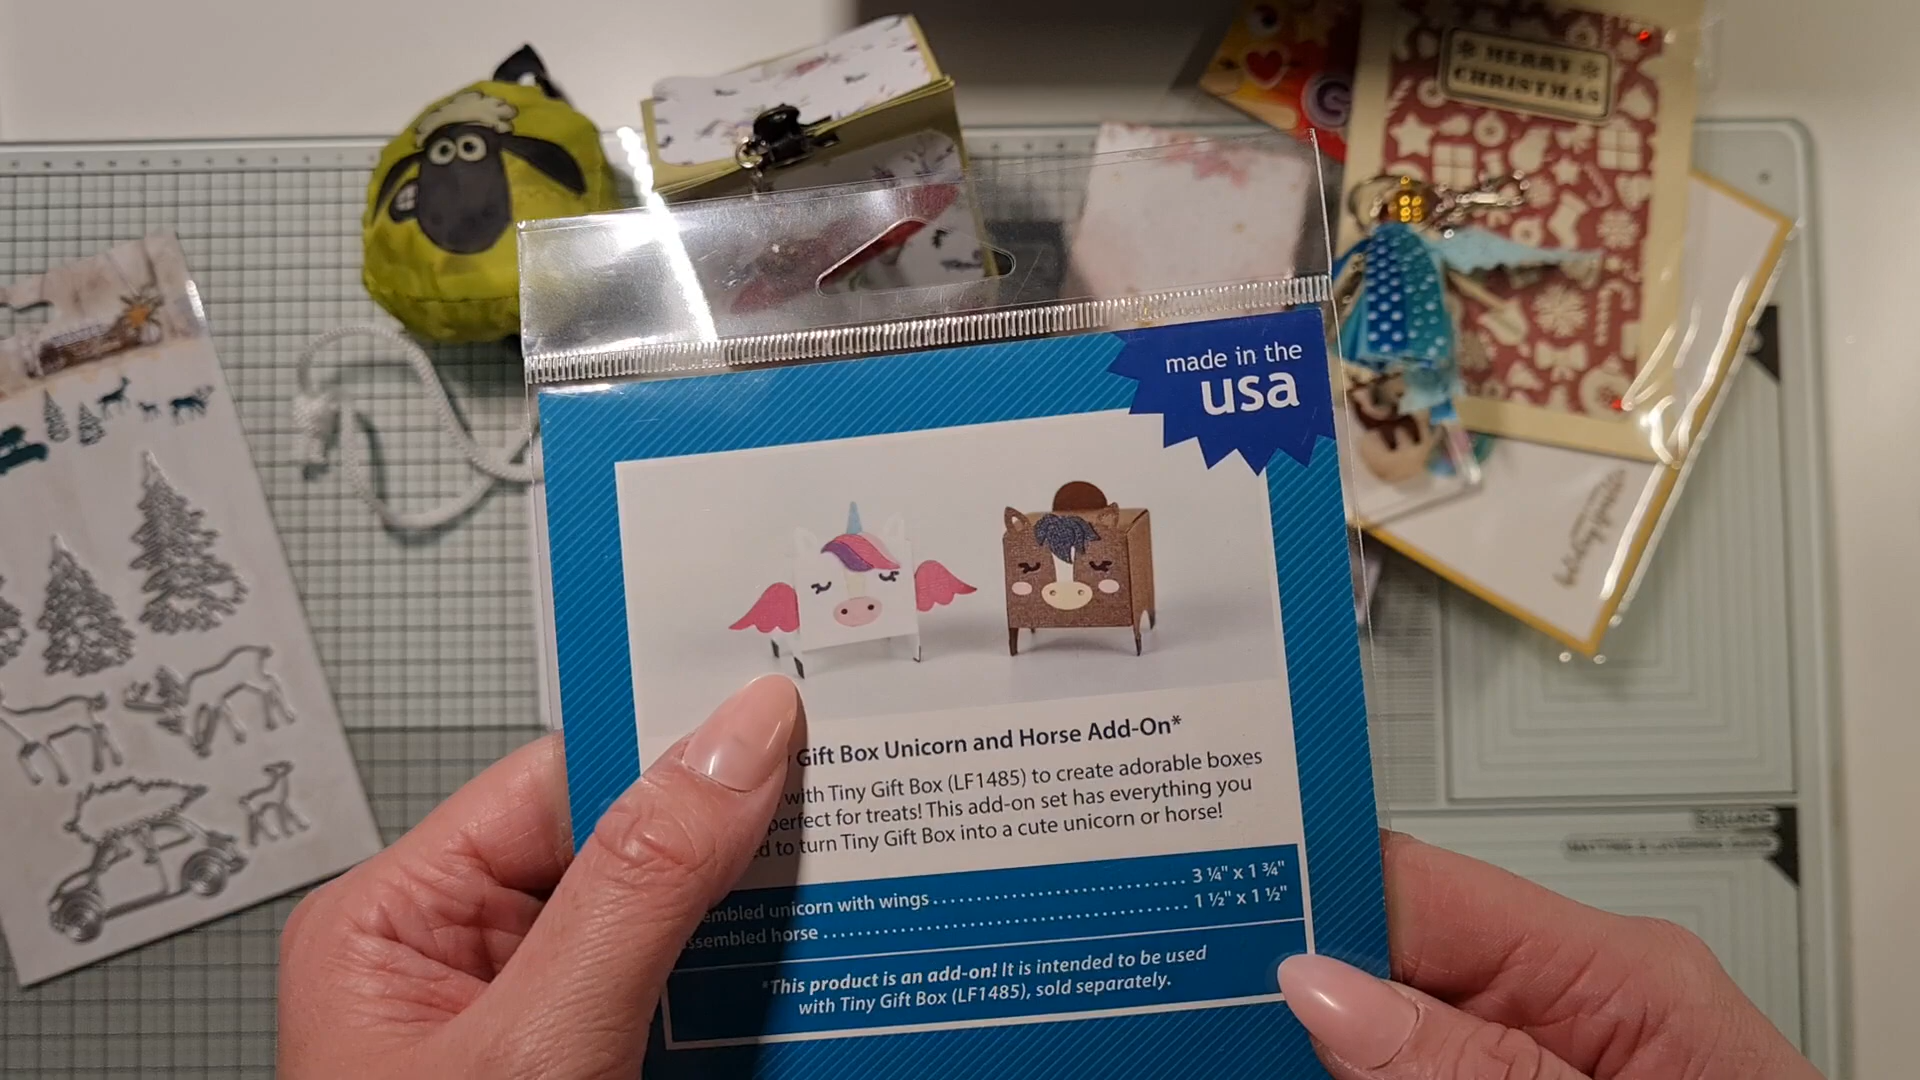 MERRY
CHRISTMAS
G
made in the
usa
Gift Box Unicorn and Horse Add-On*
with Tiny Gift Box (LF1485) to create adorable boxes
perfect for treats! This add-on set has everything you
to turn Tiny Gift Box into a cute unicorn or horse!
embled unicorn with wings 3 ¼" x 1 ¾"
ssembled horse 1 ½" x 1 ½"
*This product is an add-on! It is intended to be used
with Tiny Gift Box (LF1485), sold separately.
SQUARE